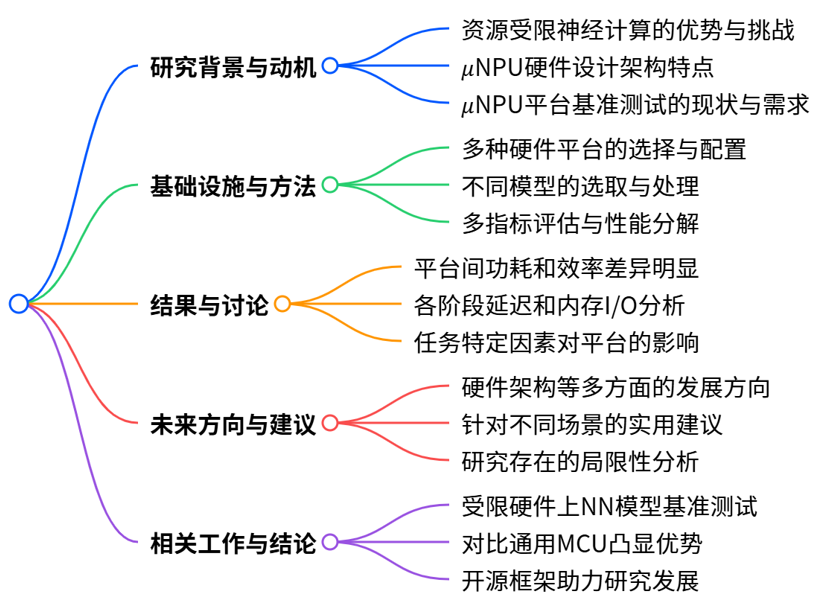 研究背景与动机
资源受限神经计算的优势与挑战
μNPU硬件设计架构特点
μNPU平台基准测试的现状与需求
基础设施与方法
多种硬件平台的选择与配置
不同模型的选取与处理
多指标评估与性能分解
结果与讨论
平台间功耗和效率差异明显
各阶段延迟和内存I/O分析
任务特定因素对平台的影响
未来方向与建议
硬件架构等多方面的发展方向
针对不同场景的实用建议
研究存在的局限性分析
相关工作与结论
受限硬件上NN模型基准测试
对比通用MCU凸显优势
开源框架助力研究发展